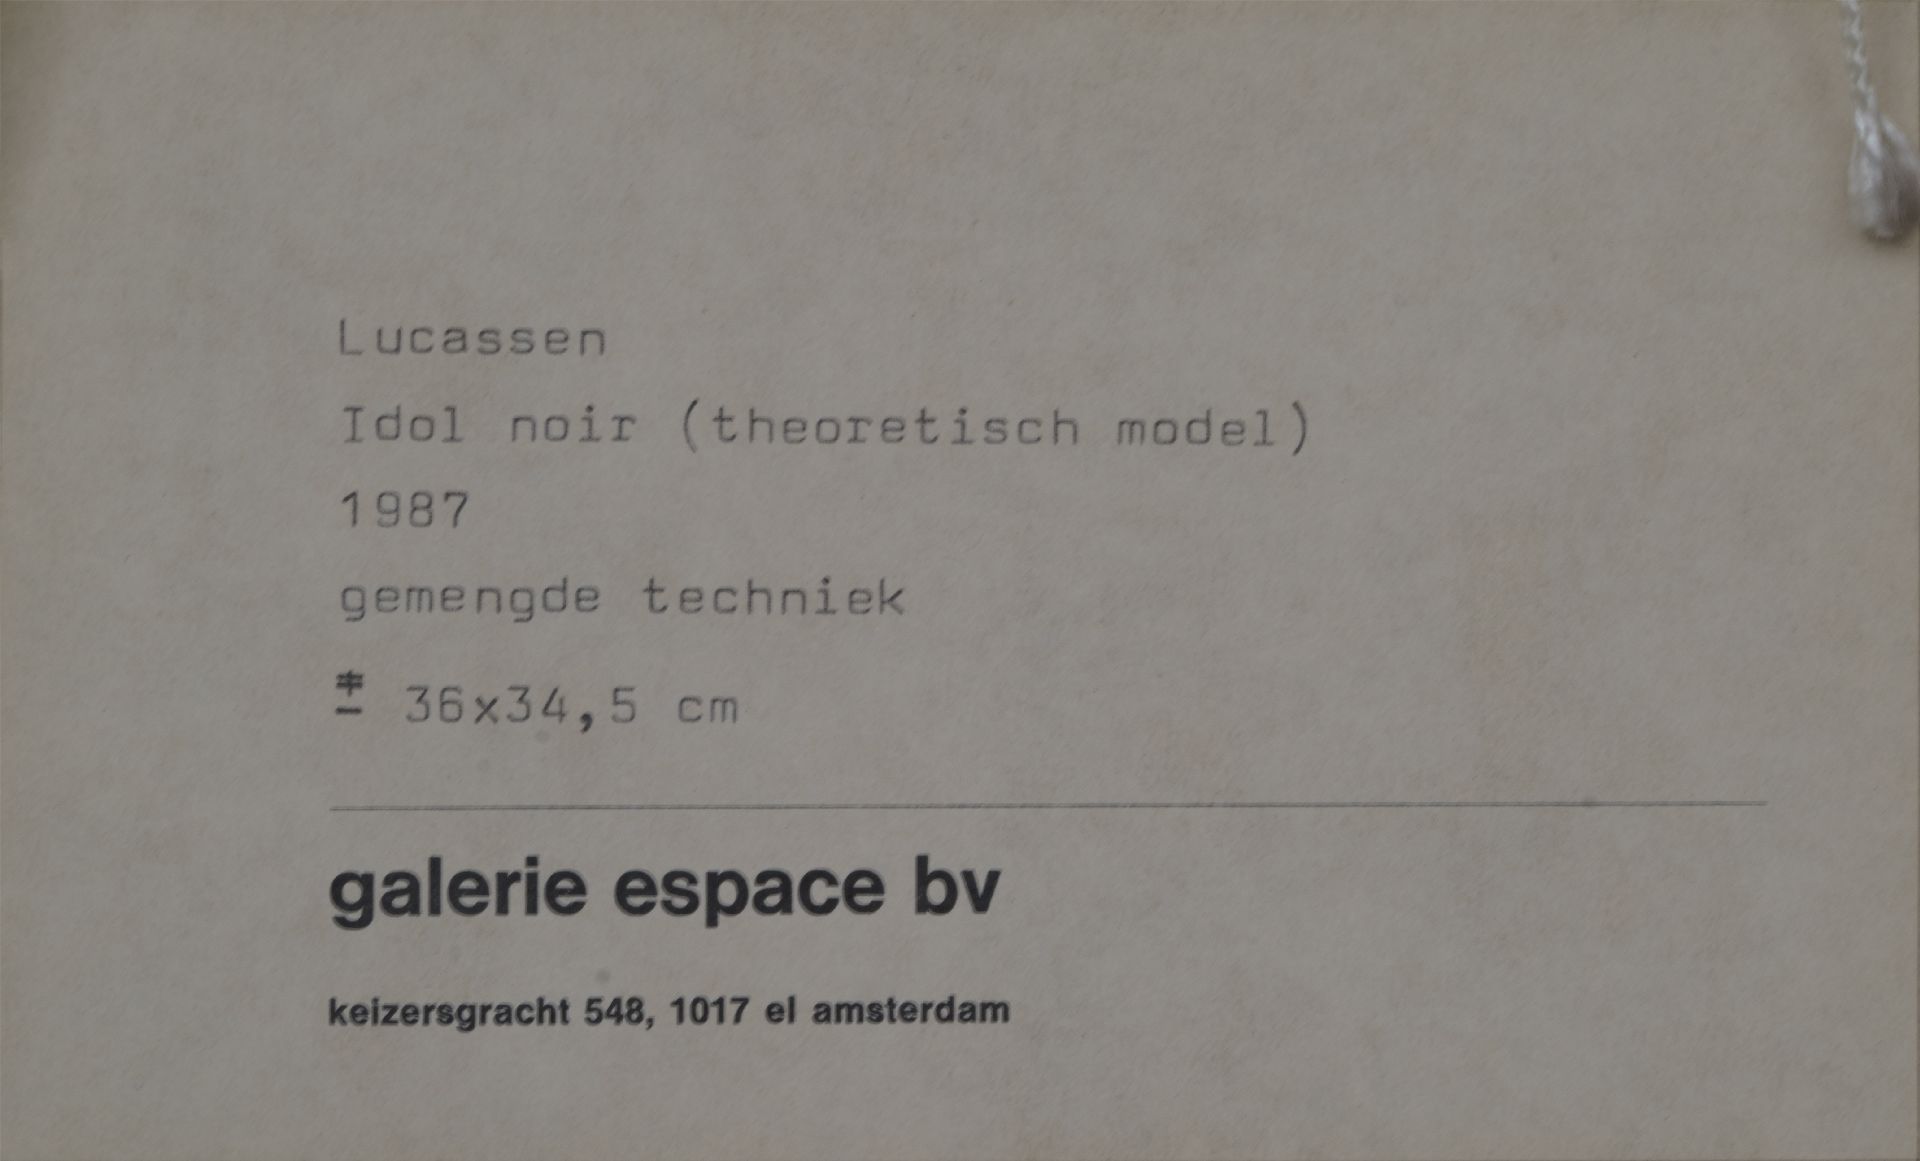 Lucassen
Idol noir (theoretisch model)
1987
gemengde techniek
± 36x34,5 cm
galerie espace bv
keizersgracht 548, 1017 el amsterdam